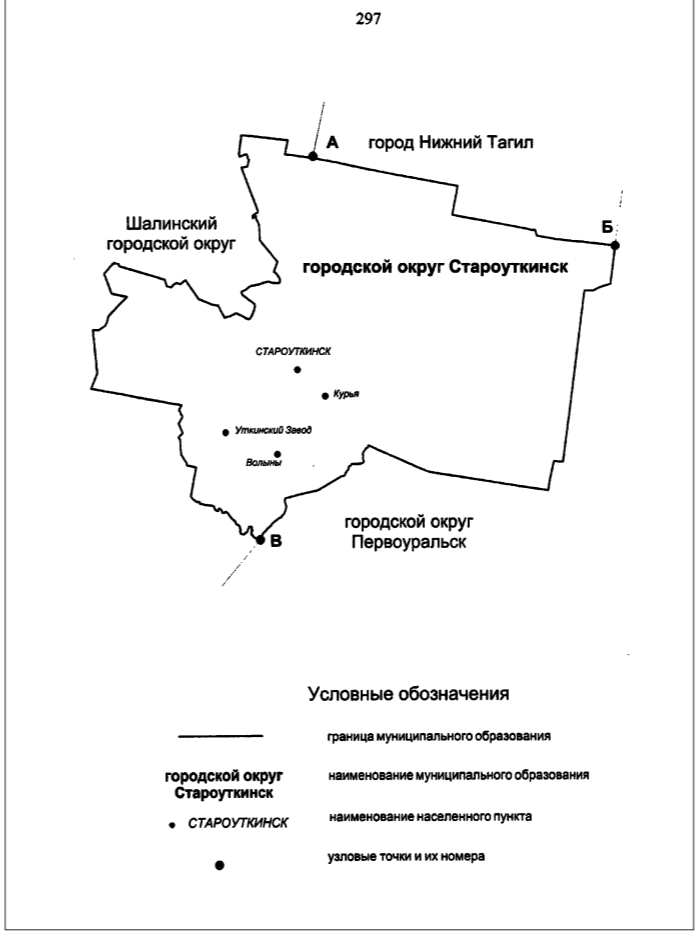 297
А
город Нижний Тагил
Шалинский
городской округ
Б
городской округ Староуткинск
СТАРОУТКИНСК
Курья
Уткинский Завод
Волыны
городской округ
Первоуральск
В
Условные обозначения
граница муниципального образования
городской округ
Староуткинск
наименование муниципального образования
СТАРОУТКИНСК
наименование населенного пункта
узловые точки и их номера